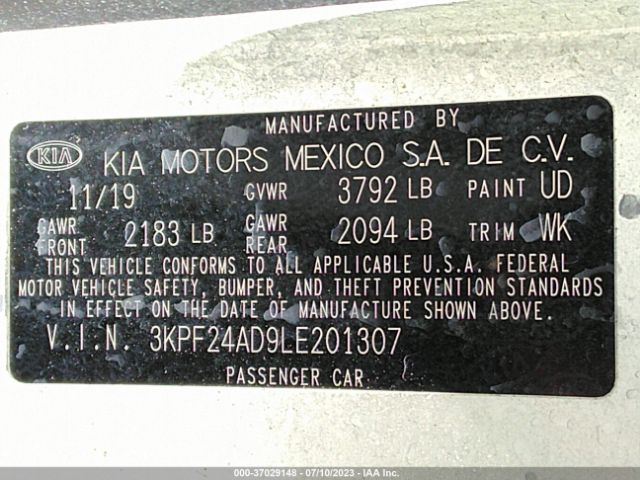 MANUFACTURED BY
KIA KIA MOTORS MEXICO S.A. DE C.V.
11/19 GVWR 3792 LB PAINT UD
GAWR FRONT 2183 LB GAWR REAR 2094 LB TRIM WK
THIS VEHICLE CONFORMS TO ALL APPLICABLE U.S.A. FEDERAL
MOTOR VEHICLE SAFETY, BUMPER, AND THEFT PREVENTION STANDARDS
IN EFFECT ON THE DATE OF MANUFACTURE SHOWN ABOVE.
V.I.N. 3KPF24AD9LE201307
PASSENGER CAR
000-37029148 - 07/10/2023 - IAA Inc.